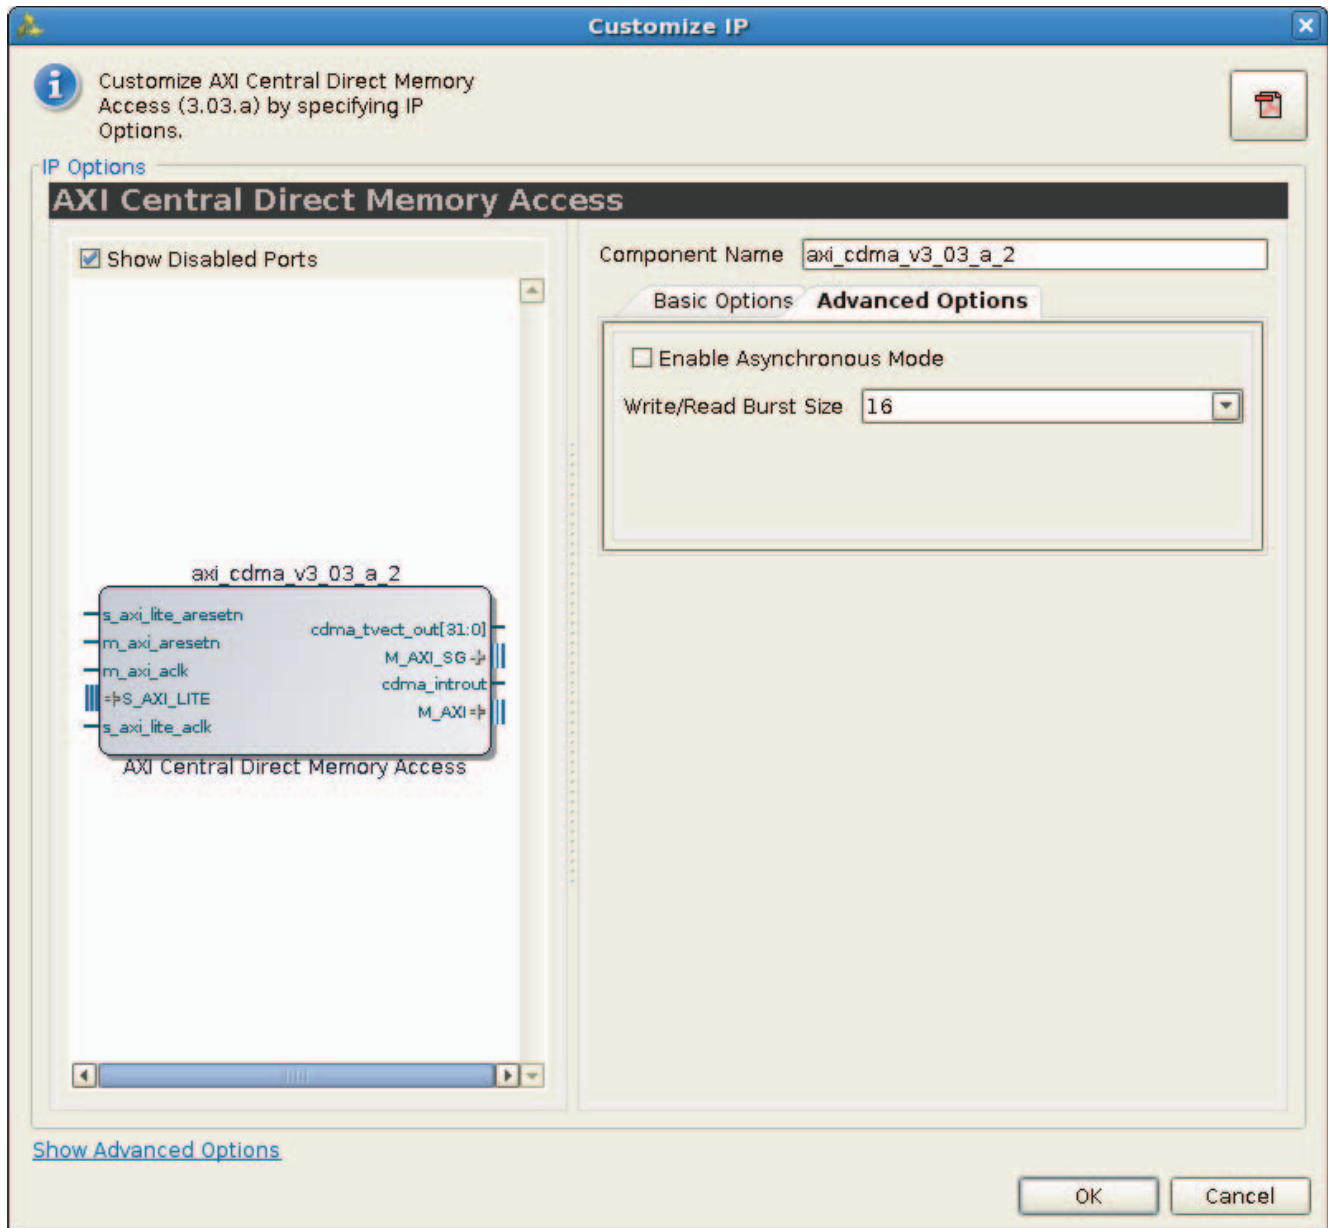 Customize IP
Customize AXI Central Direct Memory
Access (3.03.a) by specifying IP
Options.
IP Options
AXI Central Direct Memory Access
Show Disabled Ports
Component Name axi_cdma_v3_03_a_2
Basic Options Advanced Options
Enable Asynchronous Mode
Write/Read Burst Size 16
axi_cdma_v3_03_a_2
s_axi_lite_aresetn
m_axi_aresetn
m_axi_aclk
S_AXI_LITE
s_axi_lite_aclk
cdma_tvect_out[31:0]
M_AXI_SG
cdma_introut
M_AXI
AXI Central Direct Memory Access
Show Advanced Options
OK Cancel